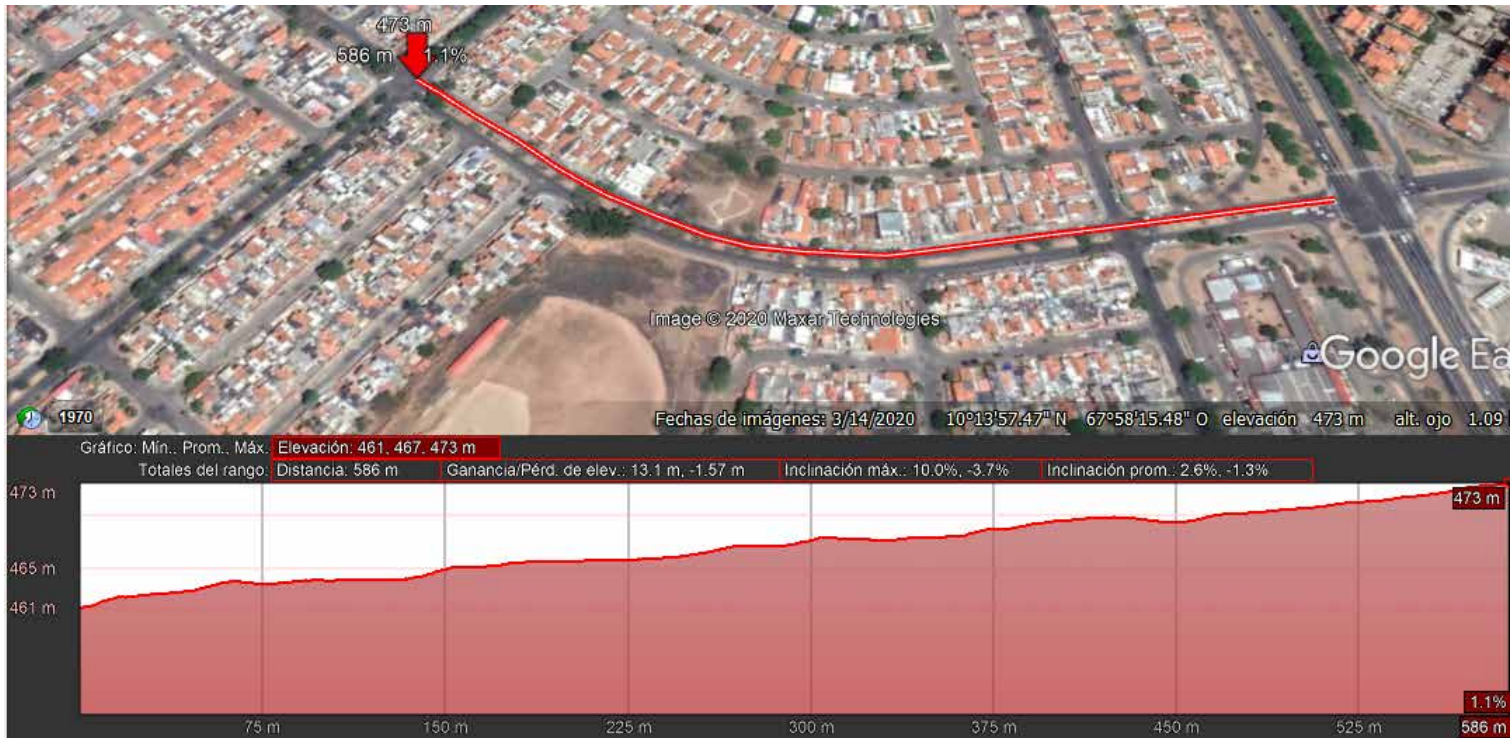 473 m
586 m 1.1%
Image © 2020 Maxar Technologies
Google Ea
1970
Fechas de imágenes: 3/14/2020 10°13'57.47" N 67°58'15.48" O elevación 473 m alt. ojo 1.09
Gráfico: Mín., Prom., Máx. Elevación: 461, 467, 473 m
Totales del rango: Distancia: 586 m Ganancia/Pérd. de elev.: 13.1 m, -1.57 m Inclinación máx.: 10.0%, -3.7% Inclinación prom.: 2.6%, -1.3%
473 m
473 m
465 m
461 m
1.1%
75 m 150 m 225 m 300 m 375 m 450 m 525 m 586 m